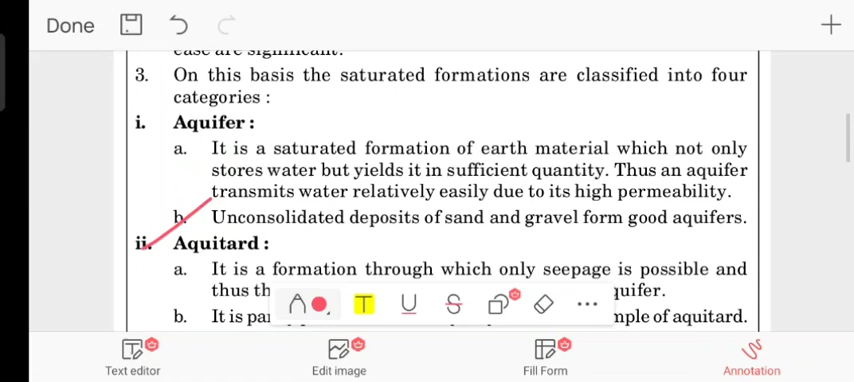 Done
3. On this basis the saturated formations are classified into four
categories :
i. Aquifer :
a. It is a saturated formation of earth material which not only
stores water but yields it in sufficient quantity. Thus an aquifer
transmits water relatively easily due to its high permeability.
b. Unconsolidated deposits of sand and gravel form good aquifers.
ii. Aquitard :
a. It is a formation through which only seepage is possible and
thus
b. It is of aquitard.
Text editor
Edit image
Fill Form
Annotation